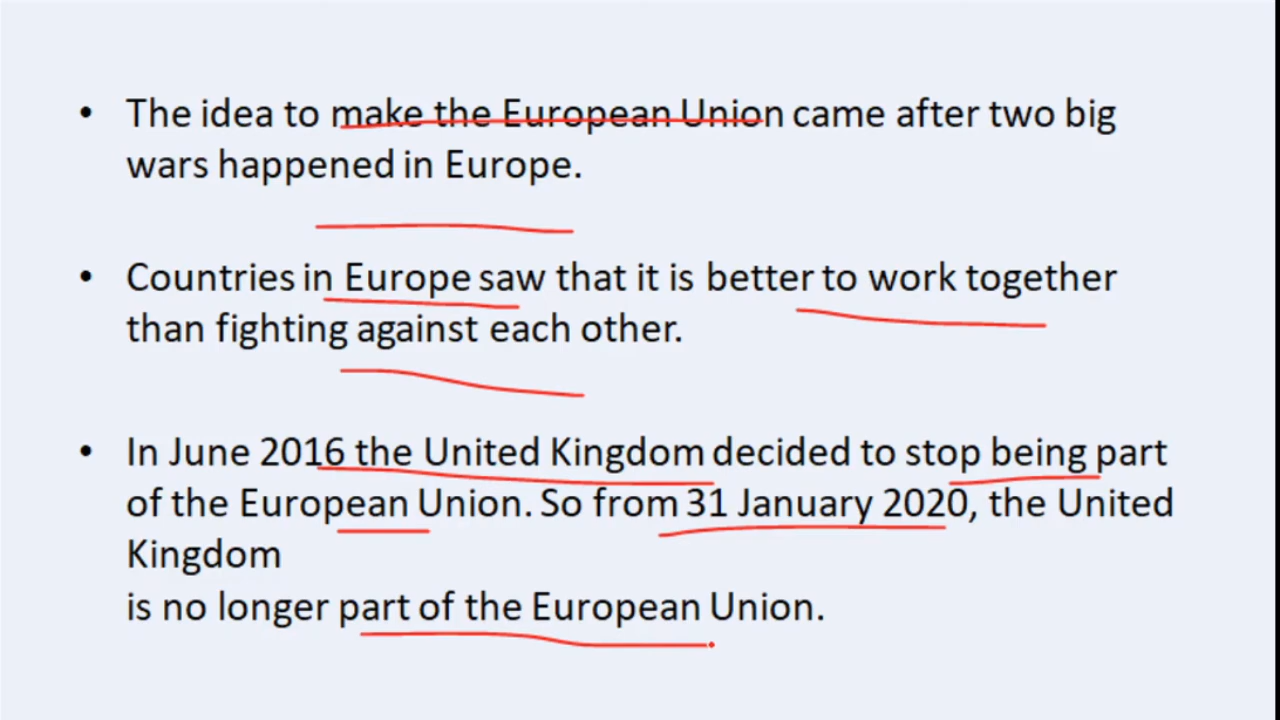 • The idea to make the European Union came after two big
wars happened in Europe.
• Countries in Europe saw that it is better to work together
than fighting against each other.
• In June 2016 the United Kingdom decided to stop being part
of the European Union. So from 31 January 2020, the United
Kingdom
is no longer part of the European Union.